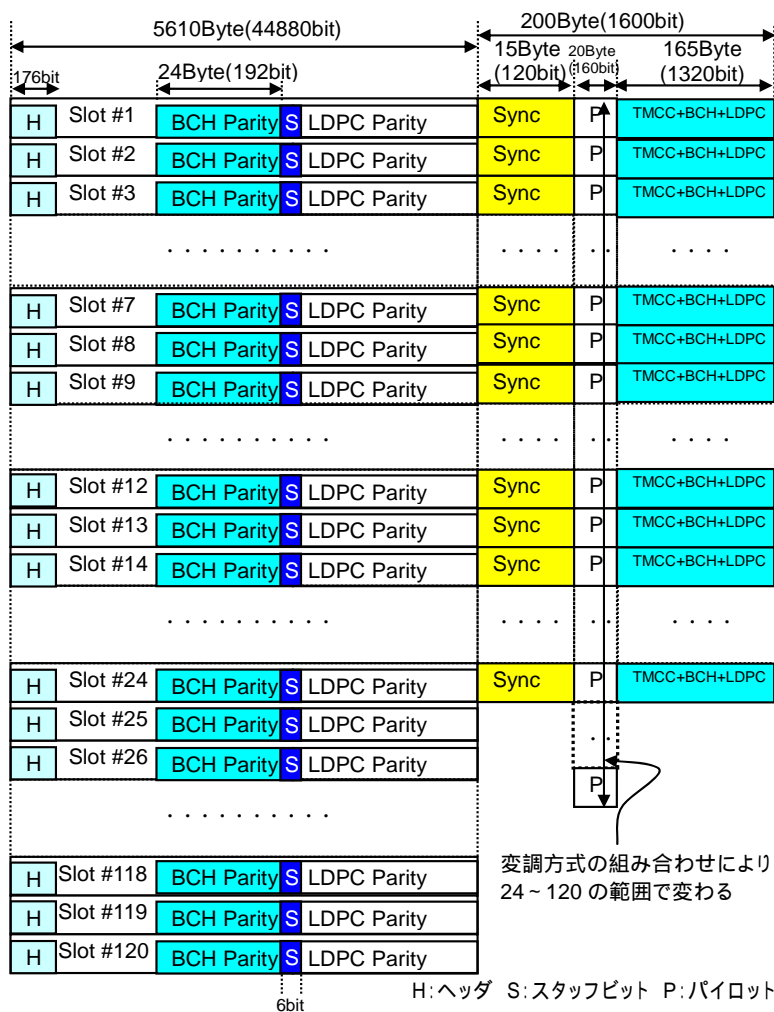 5610Byte(44880bit) 200Byte(1600bit)
176bit 24Byte(192bit) 15Byte (120bit) 20Byte (160bit) 165Byte (1320bit)
H Slot #1 BCH Parity S LDPC Parity Sync P TMCC+BCH+LDPC
H Slot #2 BCH Parity S LDPC Parity Sync P TMCC+BCH+LDPC
H Slot #3 BCH Parity S LDPC Parity Sync P TMCC+BCH+LDPC
・・・・・・・・・・ ・・・・ ・・ ・・・・
H Slot #7 BCH Parity S LDPC Parity Sync P TMCC+BCH+LDPC
H Slot #8 BCH Parity S LDPC Parity Sync P TMCC+BCH+LDPC
H Slot #9 BCH Parity S LDPC Parity Sync P TMCC+BCH+LDPC
・・・・・・・・・・ ・・・・ ・・ ・・・・
H Slot #12 BCH Parity S LDPC Parity Sync P TMCC+BCH+LDPC
H Slot #13 BCH Parity S LDPC Parity Sync P TMCC+BCH+LDPC
H Slot #14 BCH Parity S LDPC Parity Sync P TMCC+BCH+LDPC
・・・・・・・・・・ ・・・・ ・・ ・・・・
H Slot #24 BCH Parity S LDPC Parity Sync P TMCC+BCH+LDPC
H Slot #25 BCH Parity S LDPC Parity
H Slot #26 BCH Parity S LDPC Parity ・・
P
・・・・・・・・・・
変調方式の組み合わせにより
24~120 の範囲で変わる
H Slot #118 BCH Parity S LDPC Parity
H Slot #119 BCH Parity S LDPC Parity
H Slot #120 BCH Parity S LDPC Parity
6bit
H:ヘッダ S:スタッフビット P:パイロット